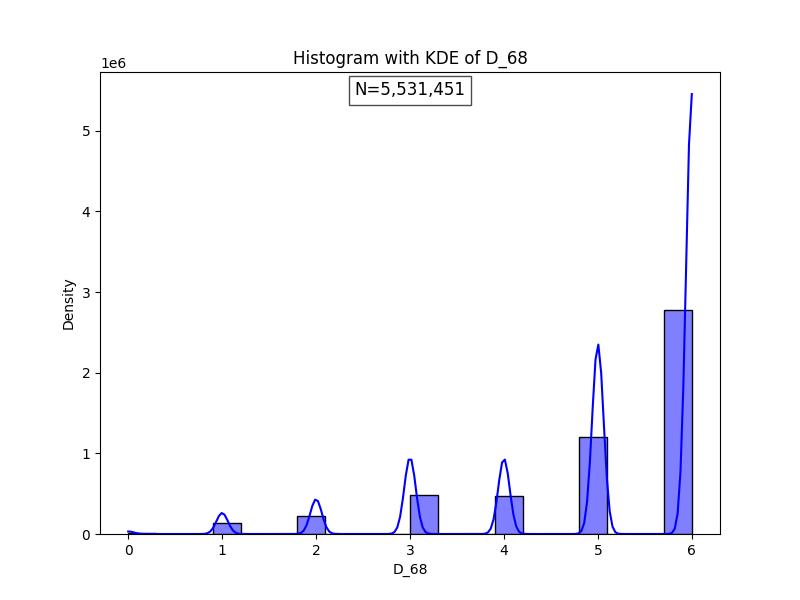 Histogram with KDE of D_68
1e6
N=5,531,451
5
4
3
2
1
0
Density
0 1 2 3 4 5 6
D_68